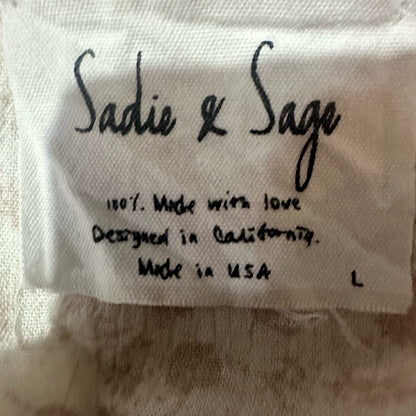 Sadie & Sage
100% Made with love
Designed in California.
Made in USA
L